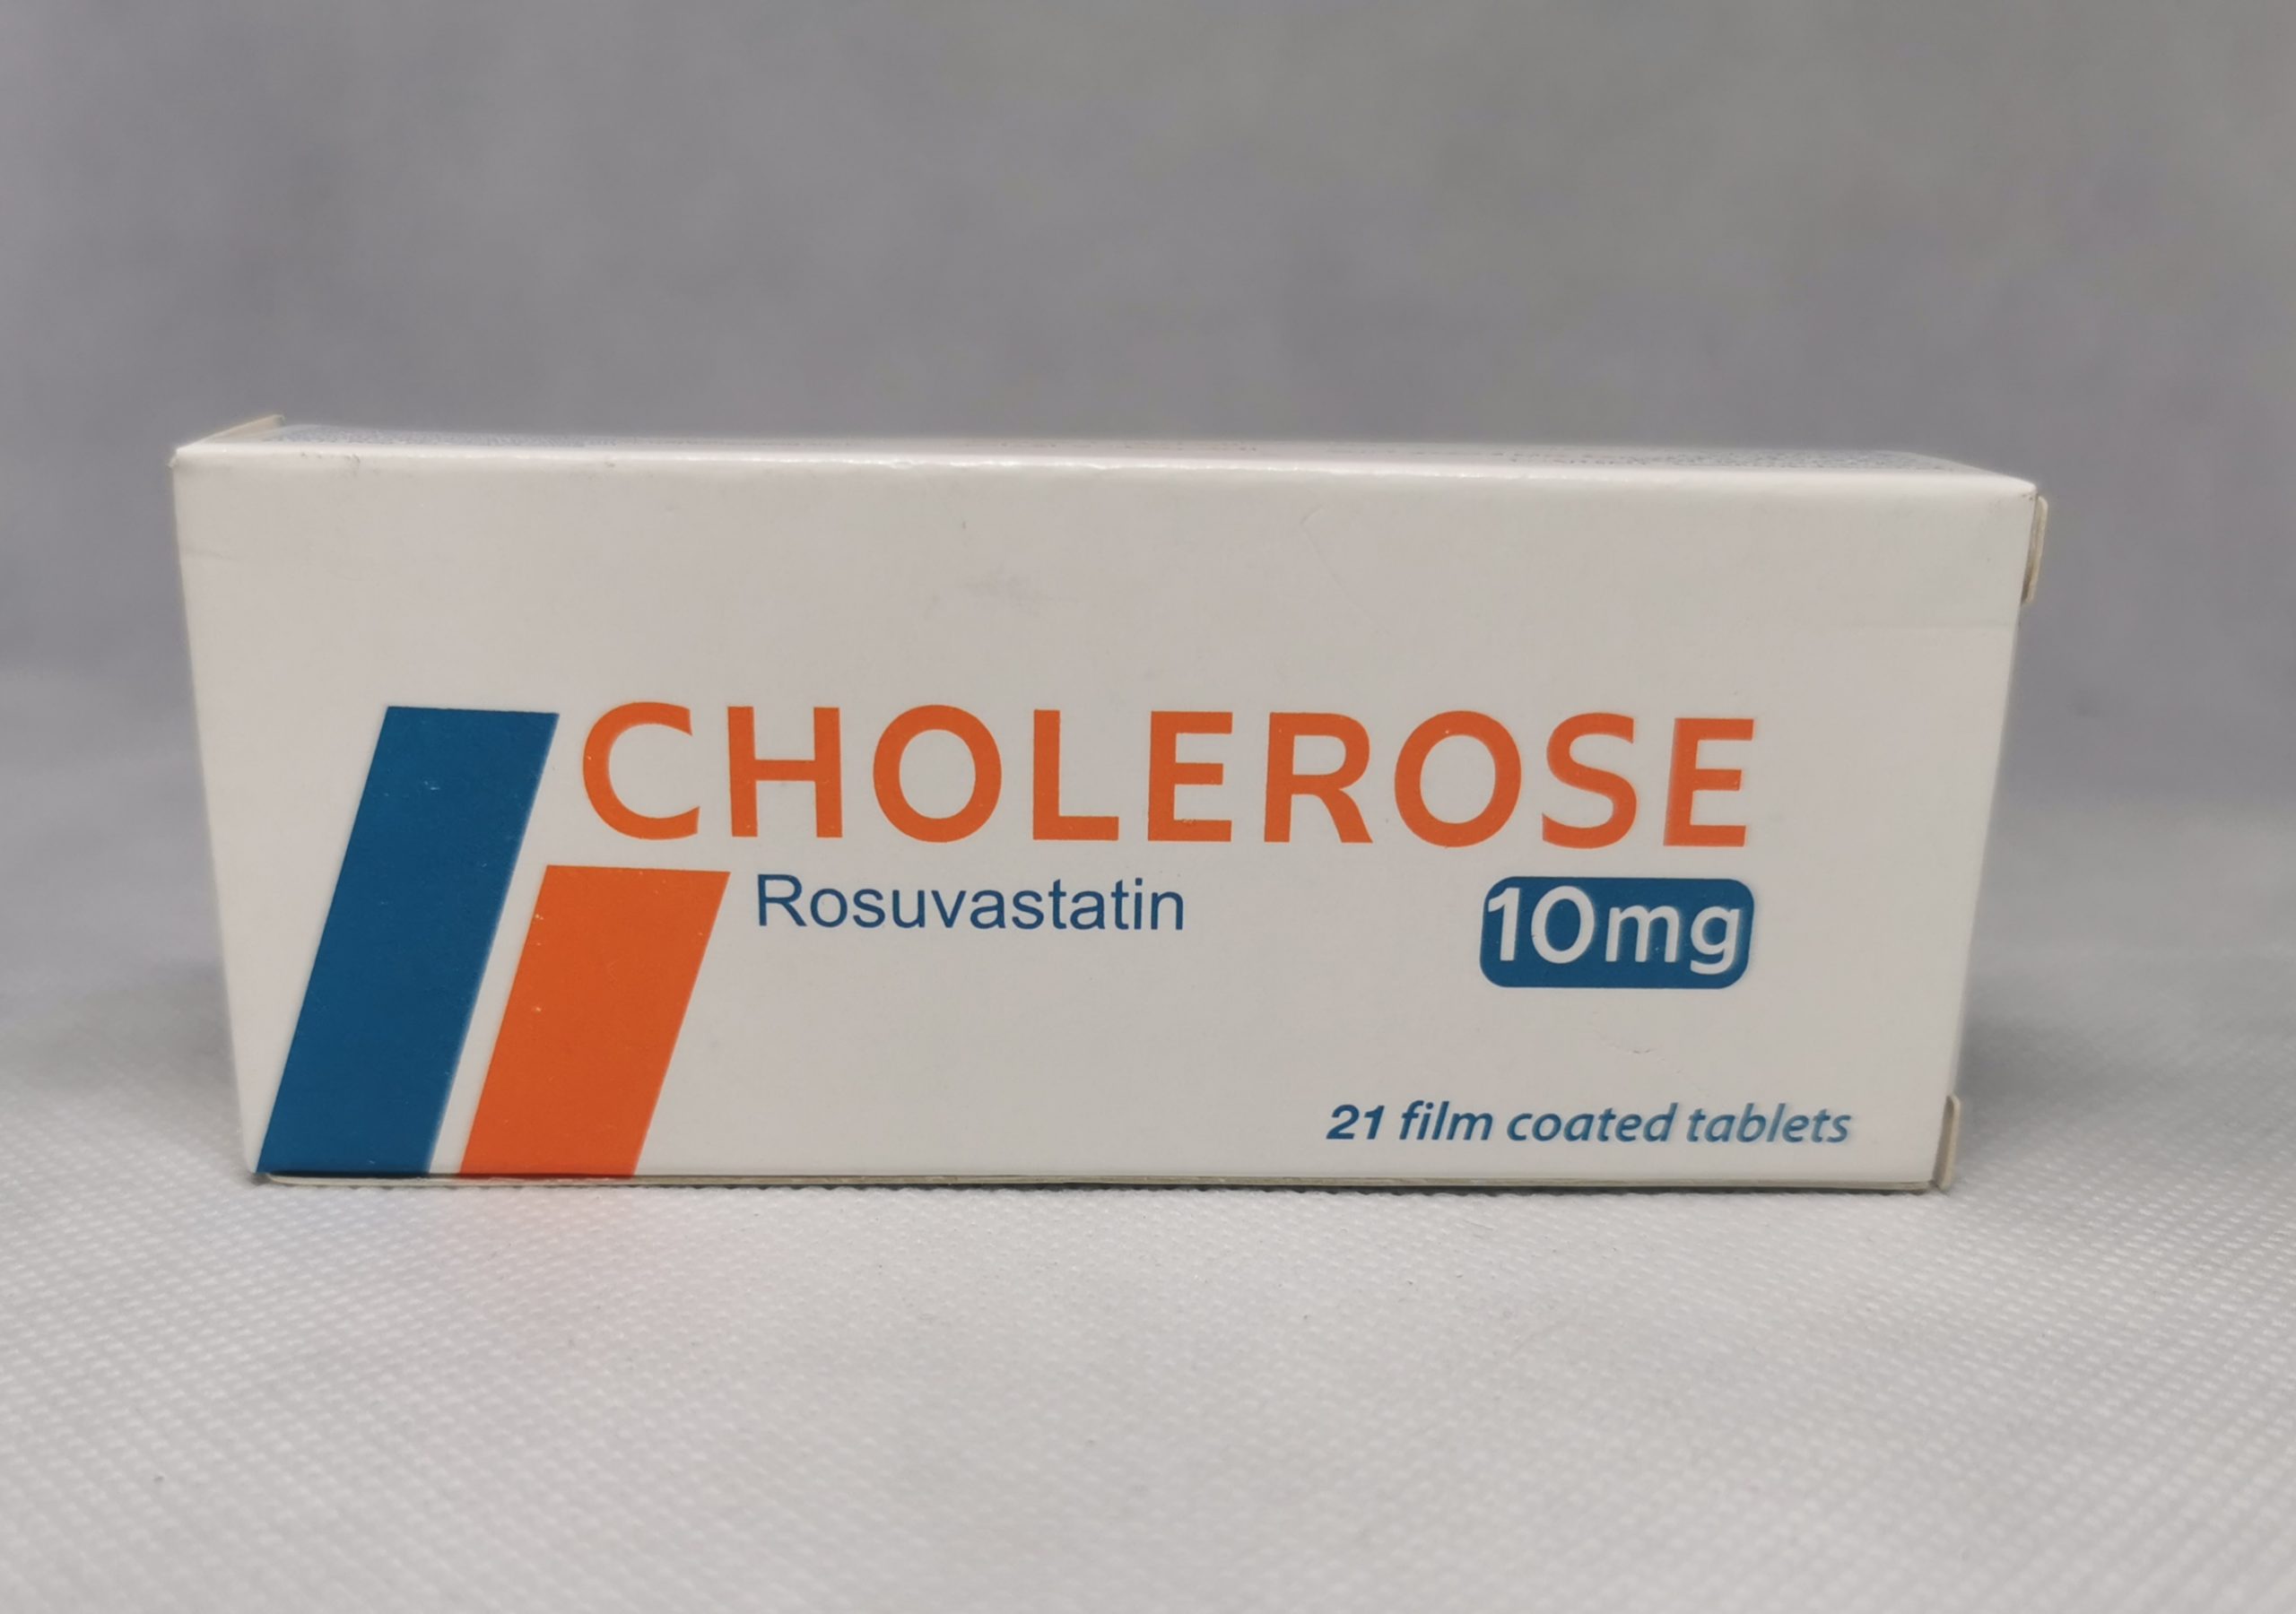 CHOLEROSE
Rosuvastatin
10mg
21 film coated tablets